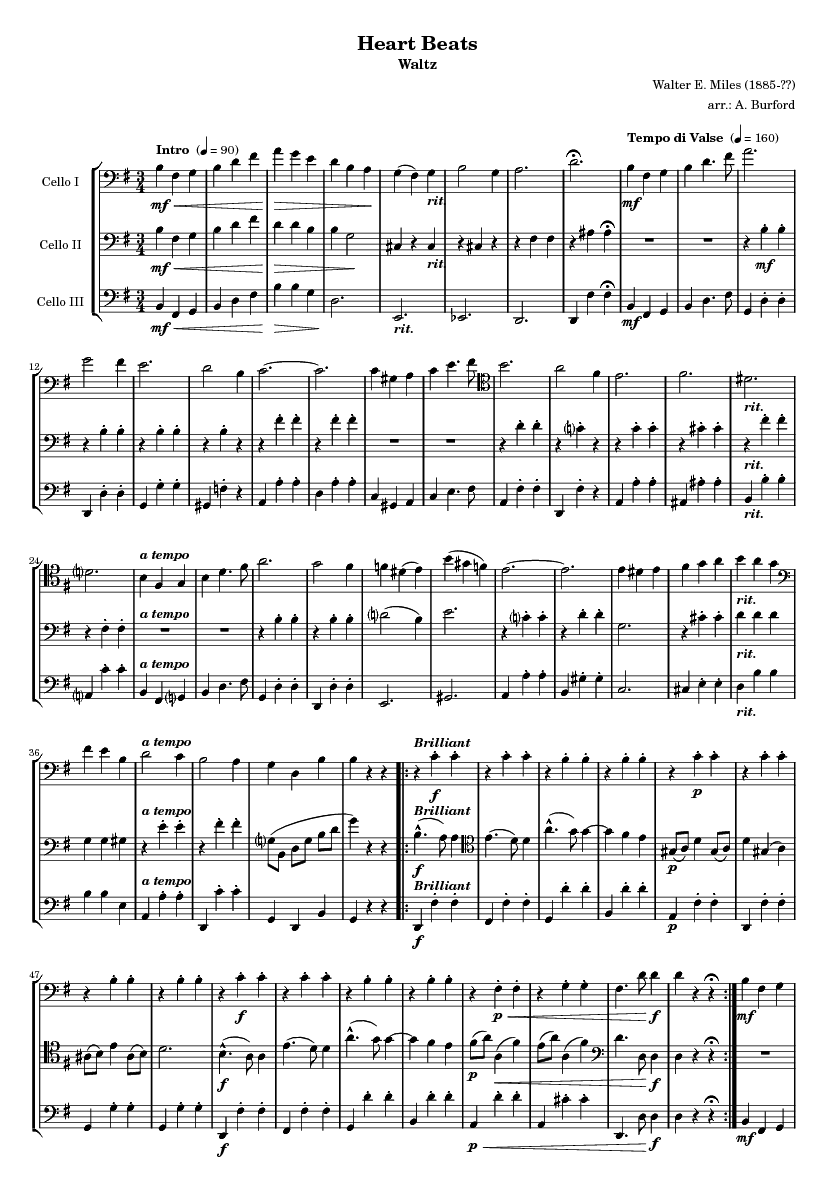 Heart Beats
Waltz
Walter E. Miles (1885-??)
arr.: A. Burford
Intro (♩ = 90)
Tempo di Valse (♩ = 160)
Cello I
mf
rit.
mf
Cello II
mf
rit.
mf
Cello III
mf
rit.
mf
12
rit.
rit.
rit.
24
a tempo
rit.
a tempo
rit.
a tempo
rit.
36
a tempo
Brilliant
f
p
a tempo
Brilliant
f
p
a tempo
Brilliant
f
p
47
f
p
f
mf
f
p
f
f
p
f
mf